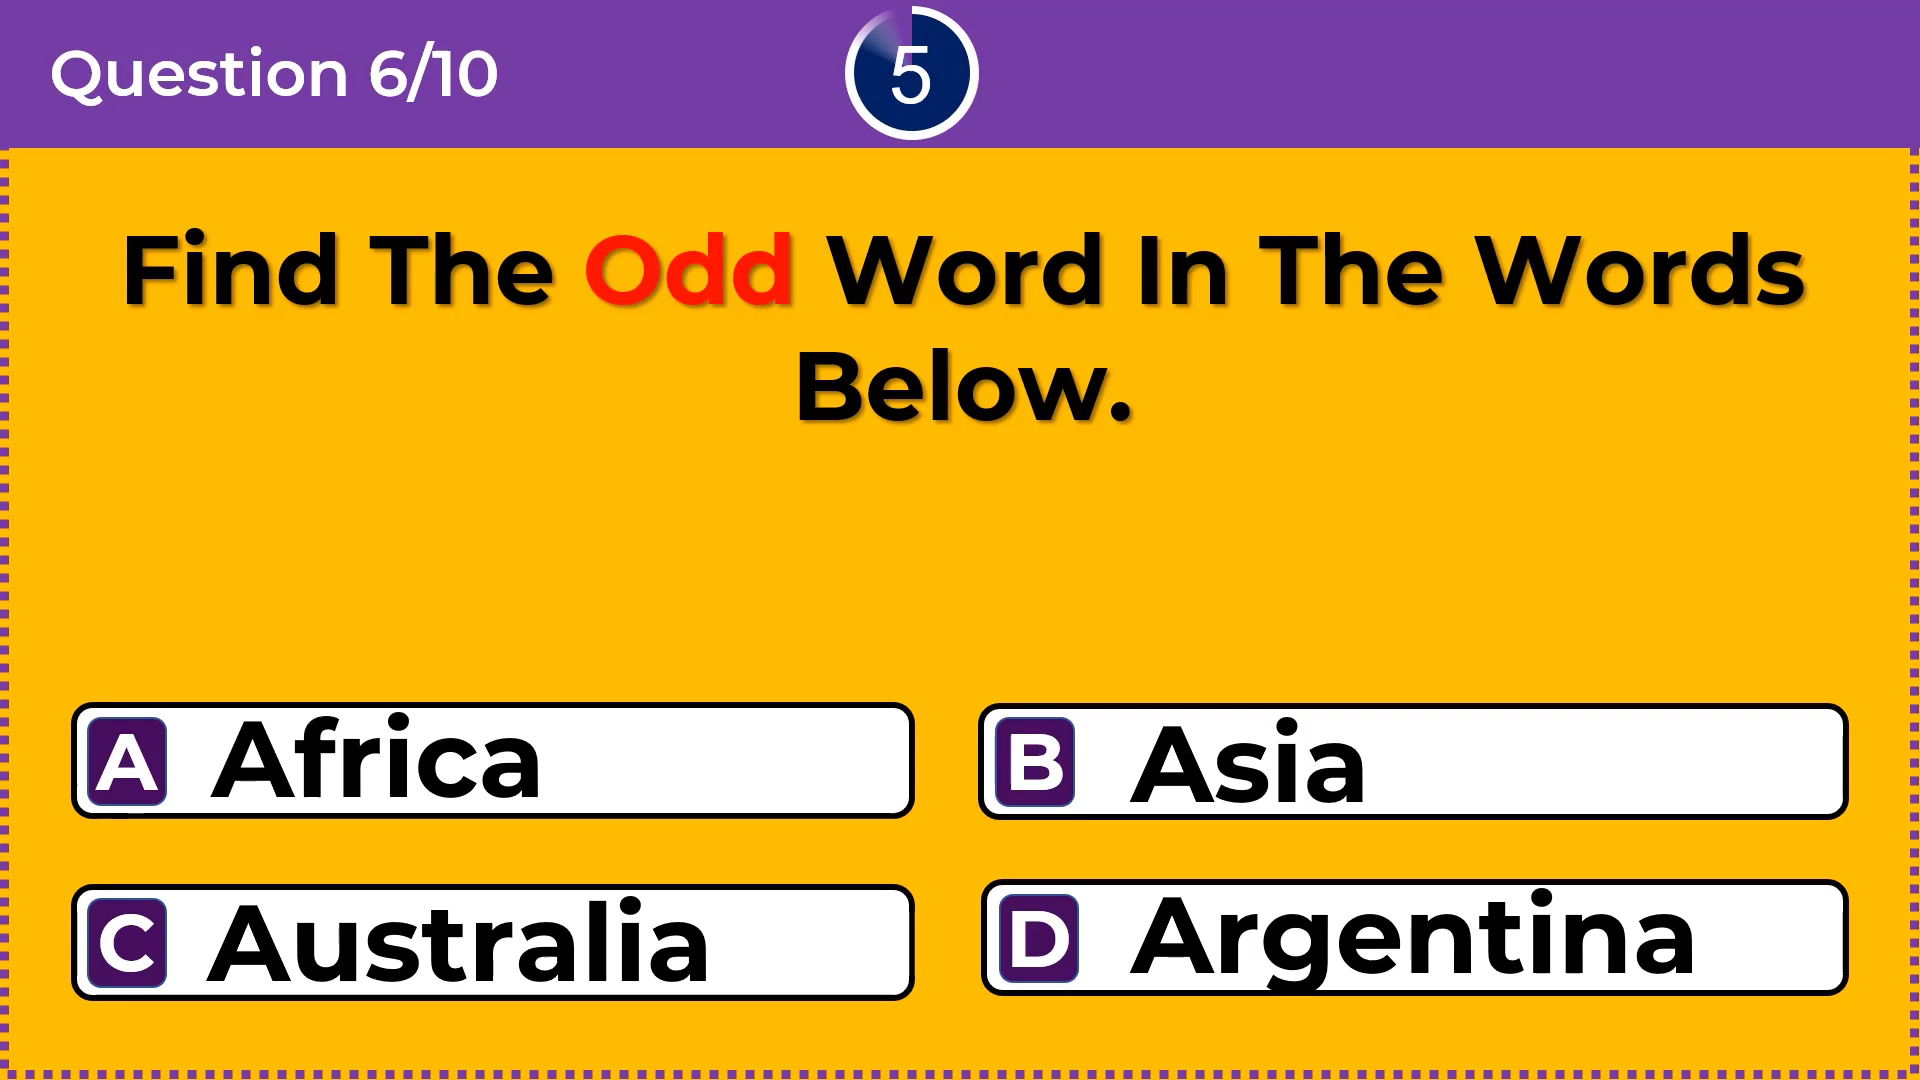 Question 6/10
5
Find The Odd Word In The Words
Below.
A Africa
B Asia
C Australia
D Argentina